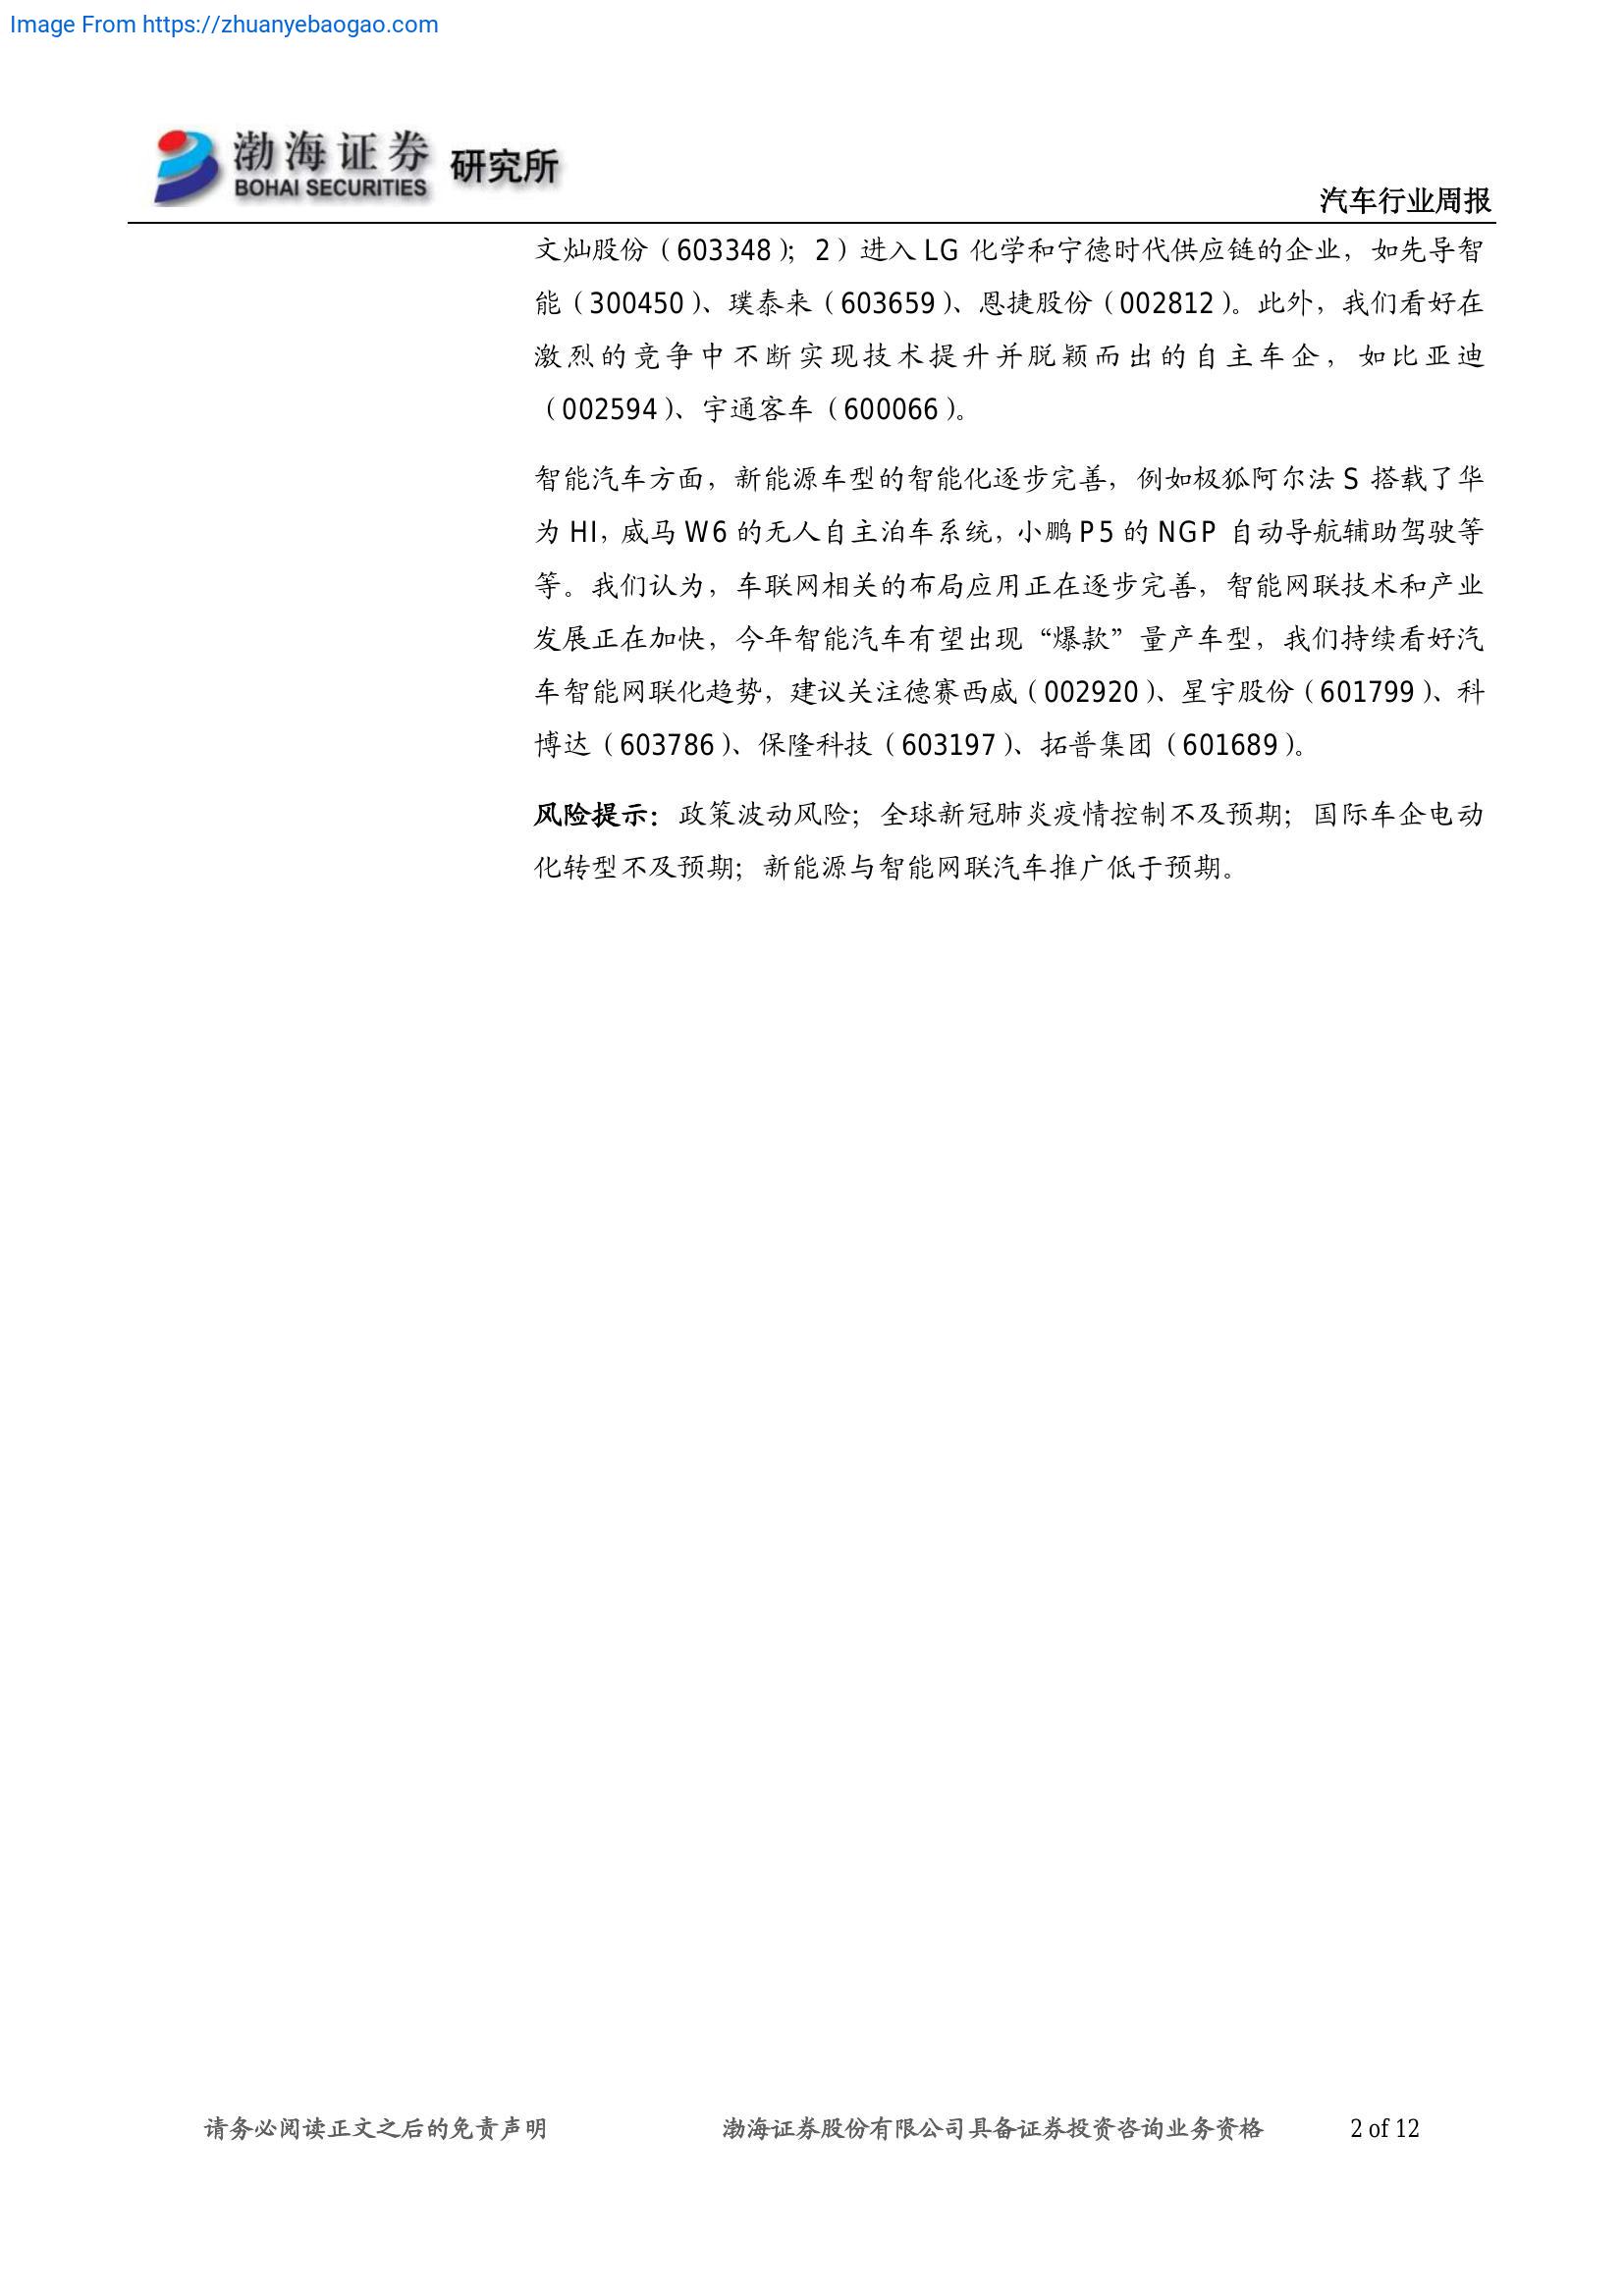 Image From https://zhuanyebaogao.com
渤海证券 研究所
BOHAI SECURITIES
汽车行业周报
文灿股份（603348）；2）进入 LG 化学和宁德时代供应链的企业，如先导智
能（300450）、璞泰来（603659）、恩捷股份（002812）。此外，我们看好在
激烈的竞争中不断实现技术提升并脱颖而出的自主车企，如比亚迪
（002594）、宇通客车（600066）。
智能汽车方面，新能源车型的智能化逐步完善，例如极狐阿尔法 S 搭载了华
为 HI，威马 W6 的无人自主泊车系统，小鹏 P5 的 NGP 自动导航辅助驾驶等
等。我们认为，车联网相关的布局应用正在逐步完善，智能网联技术和产业
发展正在加快，今年智能汽车有望出现“爆款”量产车型，我们持续看好汽
车智能网联化趋势，建议关注德赛西威（002920）、星宇股份（601799）、科
博达（603786）、保隆科技（603197）、拓普集团（601689）。
风险提示：政策波动风险；全球新冠肺炎疫情控制不及预期；国际车企电动
化转型不及预期；新能源与智能网联汽车推广低于预期。
请务必阅读正文之后的免责声明 渤海证券股份有限公司具备证券投资咨询业务资格 2 of 12